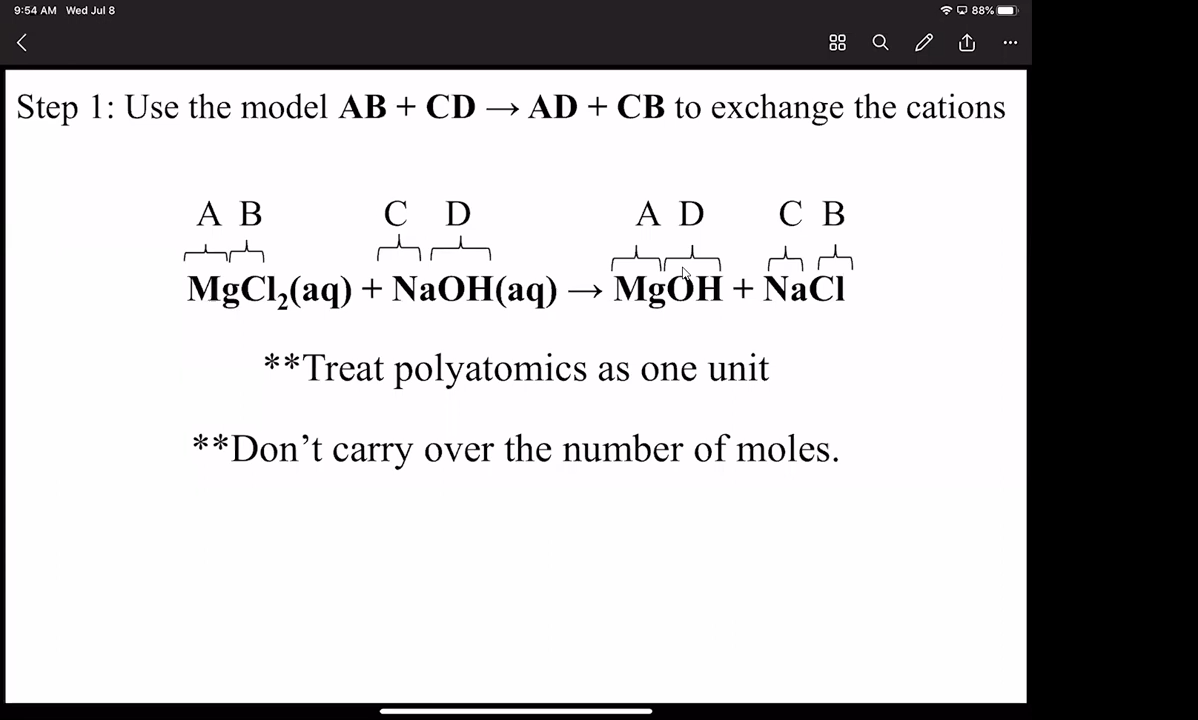 9:54 AM Wed Jul 8
88%
Step 1: Use the model AB + CD → AD + CB to exchange the cations
A B C D A D C B
MgCl₂(aq) + NaOH(aq) → MgOH + NaCl
**Treat polyatomics as one unit
**Don’t carry over the number of moles.